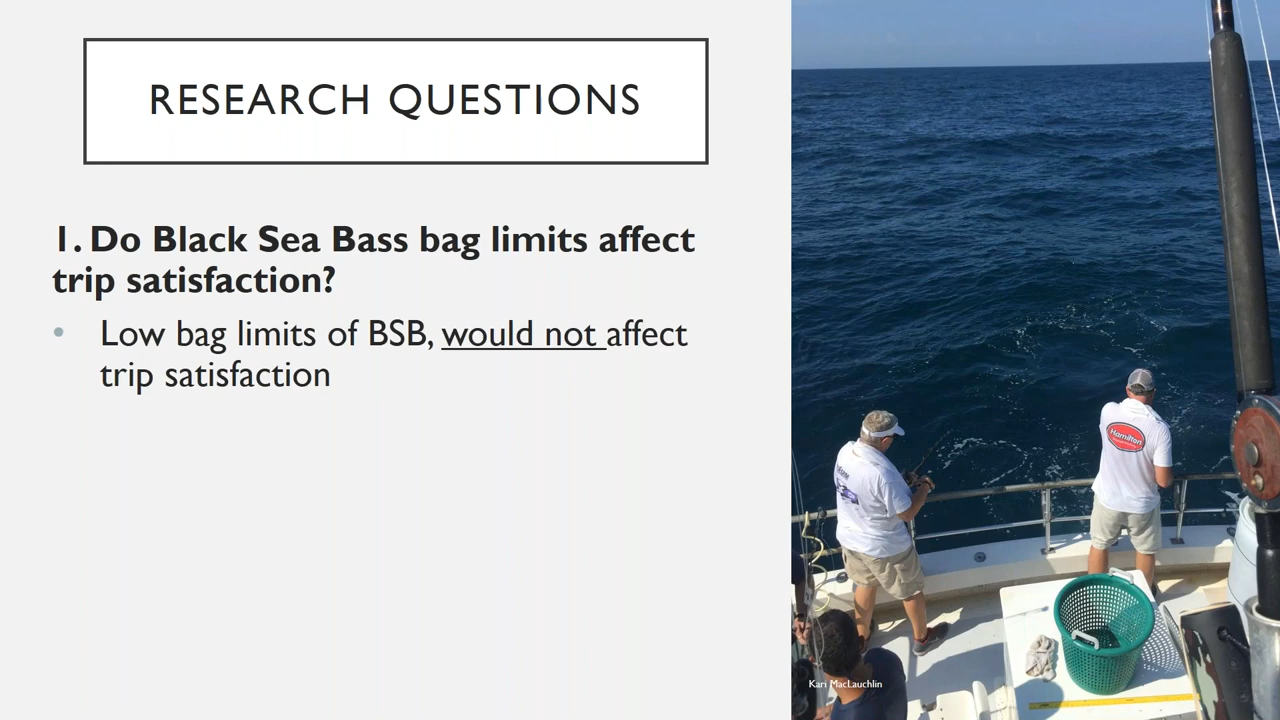 RESEARCH QUESTIONS
1. Do Black Sea Bass bag limits affect
trip satisfaction?
• Low bag limits of BSB, would not affect
trip satisfaction
Hamilton
Kari MacLauchlin